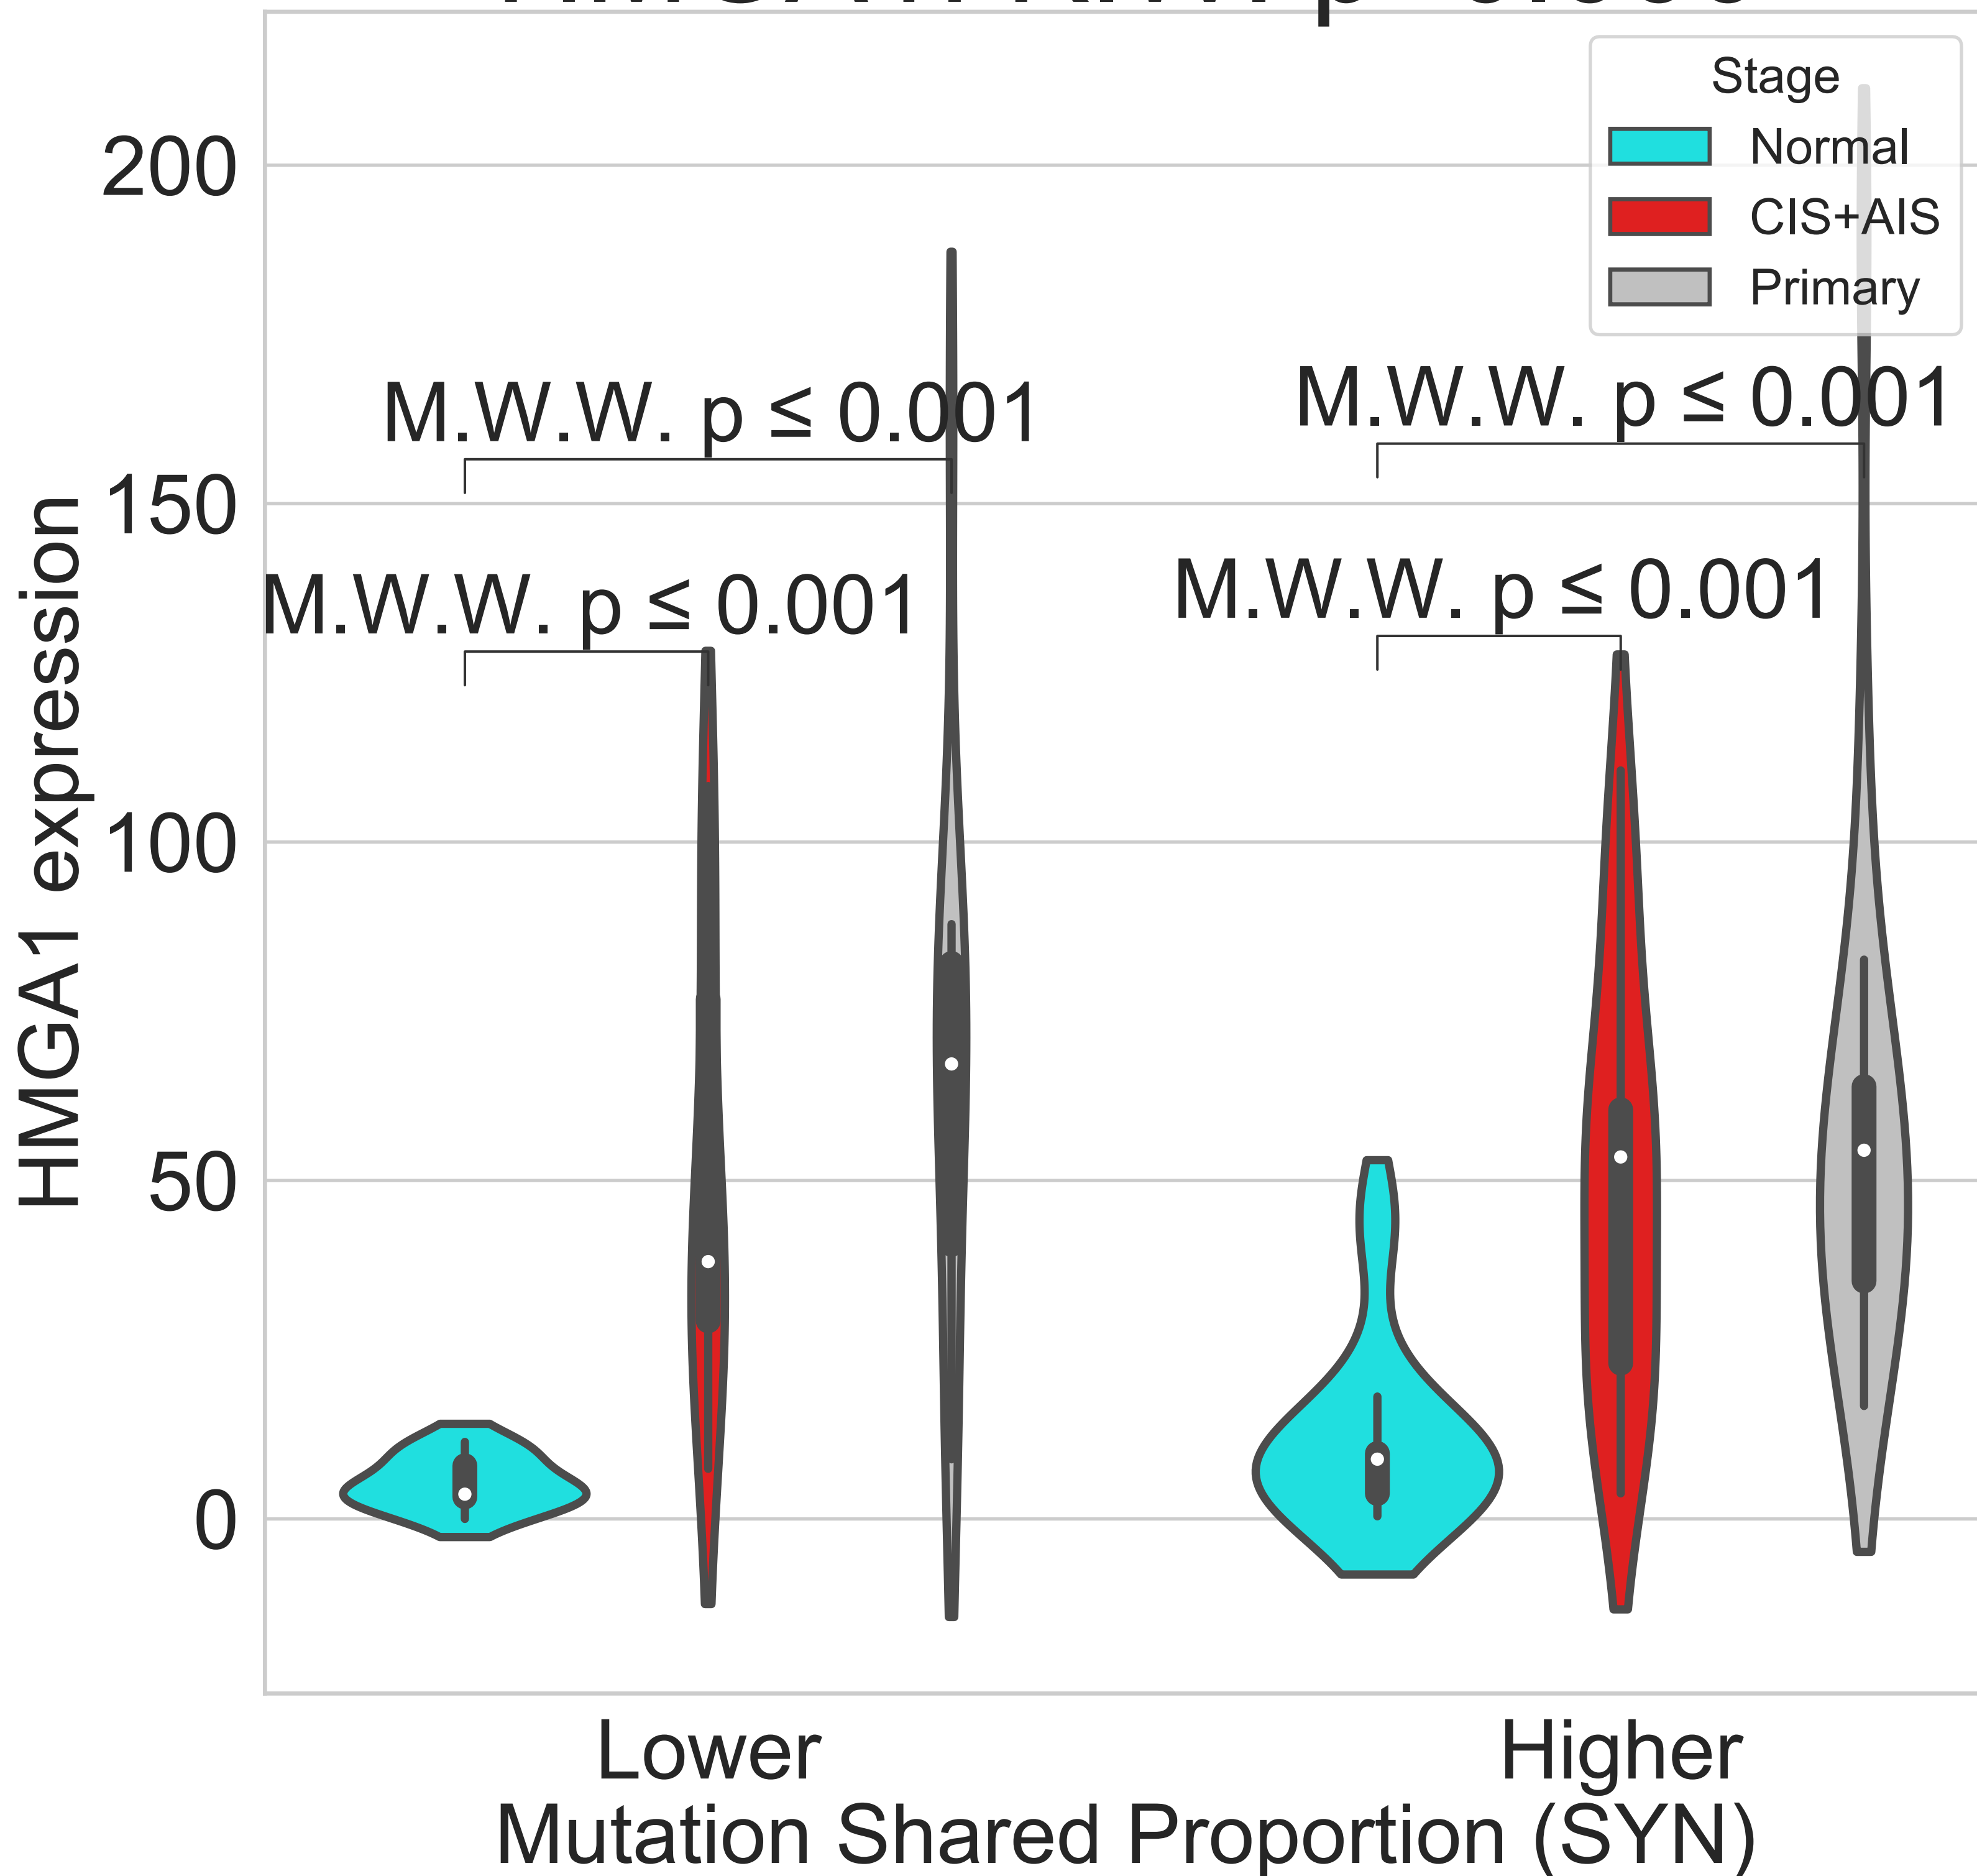 Stage
Normal
CIS+AIS
Primary
200
150
100
50
0
HMGA1 expression
M.W.W. p ≤ 0.001
M.W.W. p ≤ 0.001
M.W.W. p ≤ 0.001
M.W.W. p ≤ 0.001
Lower
Higher
Mutation Shared Proportion (SYN)